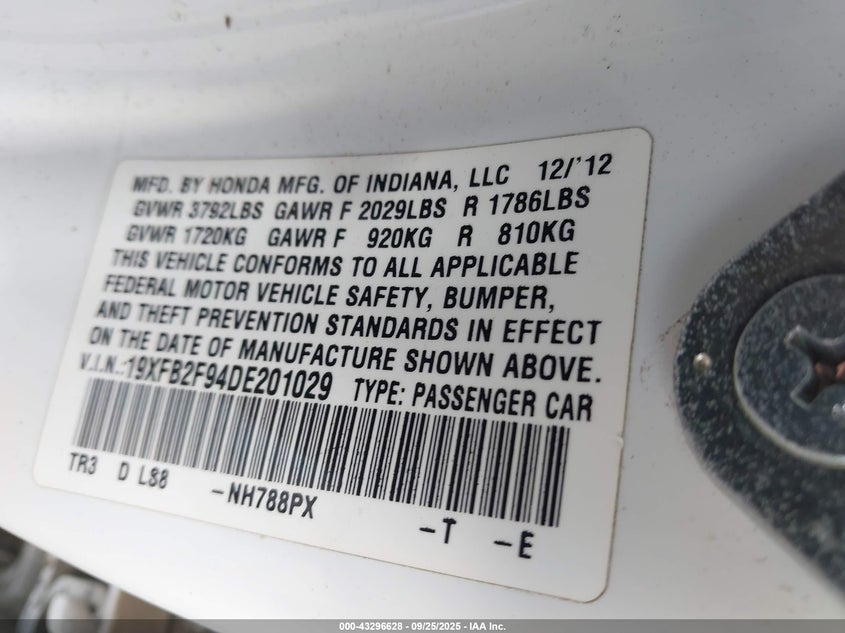 MFD. BY HONDA MFG. OF INDIANA, LLC 12/'12
GVWR 3792LBS GAWR F 2029LBS R 1786LBS
GVWR 1720KG GAWR F 920KG R 810KG
THIS VEHICLE CONFORMS TO ALL APPLICABLE
FEDERAL MOTOR VEHICLE SAFETY, BUMPER,
AND THEFT PREVENTION STANDARDS IN EFFECT
ON THE DATE OF MANUFACTURE SHOWN ABOVE.
V.I.N.:19XFB2F94DE201029 TYPE: PASSENGER CAR
TR3 D L88 -NH788PX -T -E
000-43296628 - 09/25/2025 - IAA Inc.